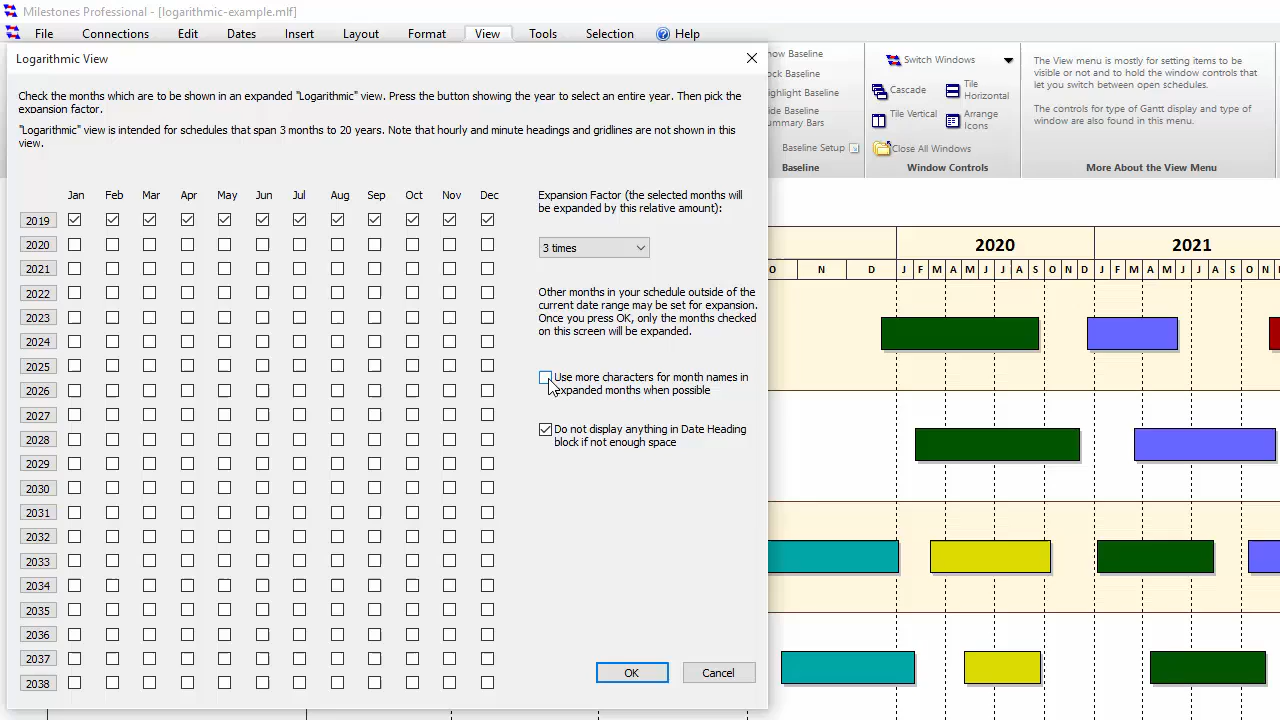 Milestones Professional - [logarithmic-example.mlf]
File Connections Edit Dates Insert Layout Format View Tools Selection Help
Logarithmic View
Check the months which are to be shown in an expanded "Logarithmic" view. Press the button showing the year to select an entire year. Then pick the
expansion factor.
"Logarithmic" view is intended for schedules that span 3 months to 20 years. Note that hourly and minute headings and gridlines are not shown in this
view.
Jan Feb Mar Apr May Jun Jul Aug Sep Oct Nov Dec
2019
2020
2021
2022
2023
2024
2025
2026
2027
2028
2029
2030
2031
2032
2033
2034
2035
2036
2037
2038
Expansion Factor (the selected months will
be expanded by this relative amount):
3 times
Other months in your schedule outside of the
current date range may be set for expansion.
Once you press OK, only the months checked
on this screen will be expanded.
Use more characters for month names in
expanded months when possible
Do not display anything in Date Heading
block if not enough space
OK Cancel
Baseline
Baseline
Baseline
Baseline
Bars
Baseline Setup
Baseline
Switch Windows
Cascade
Tile Vertical
Close All Windows
Tile
Horizontal
Arrange
Icons
Window Controls
The View menu is mostly for setting items to be
visible or not and to hold the window controls that
let you switch between open schedules.
The controls for type of Gantt display and type of
window are also found in this menu.
More About the View Menu
2020 2021
O N D J F M A M J J A S O N D J F M A M J J A S O N